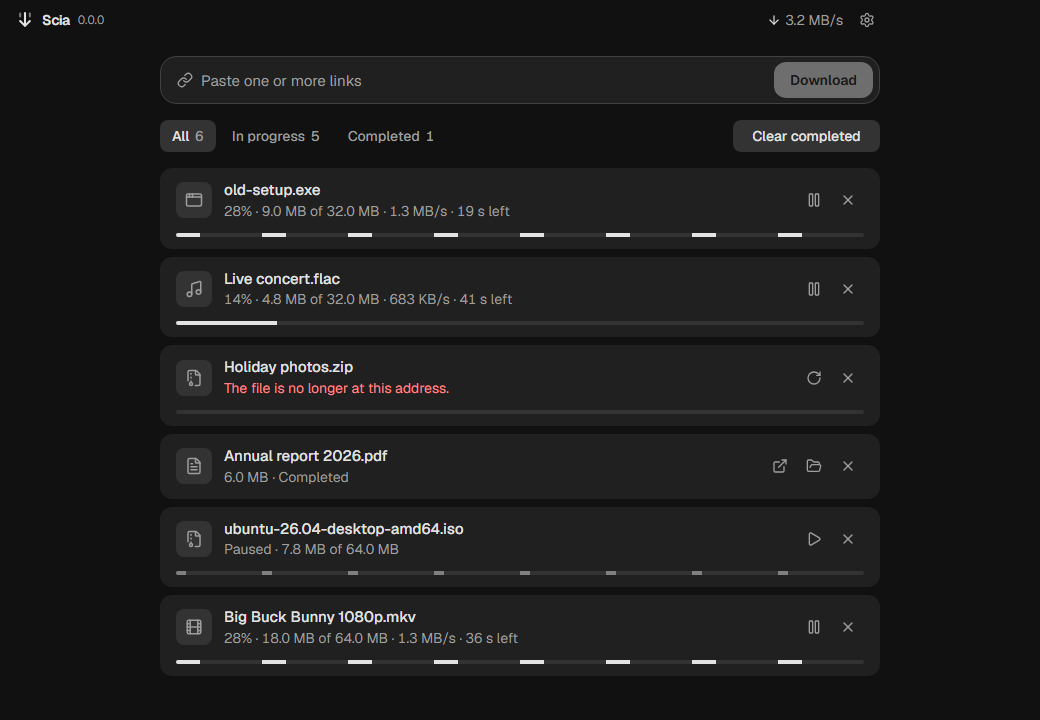 Scia 0.0.0
3.2 MB/s
Paste one or more links
Download
All 6
In progress 5
Completed 1
Clear completed
old-setup.exe
28% · 9.0 MB of 32.0 MB · 1.3 MB/s · 19 s left
Live concert.flac
14% · 4.8 MB of 32.0 MB · 683 KB/s · 41 s left
Holiday photos.zip
The file is no longer at this address.
Annual report 2026.pdf
6.0 MB · Completed
ubuntu-26.04-desktop-amd64.iso
Paused · 7.8 MB of 64.0 MB
Big Buck Bunny 1080p.mkv
28% · 18.0 MB of 64.0 MB · 1.3 MB/s · 36 s left